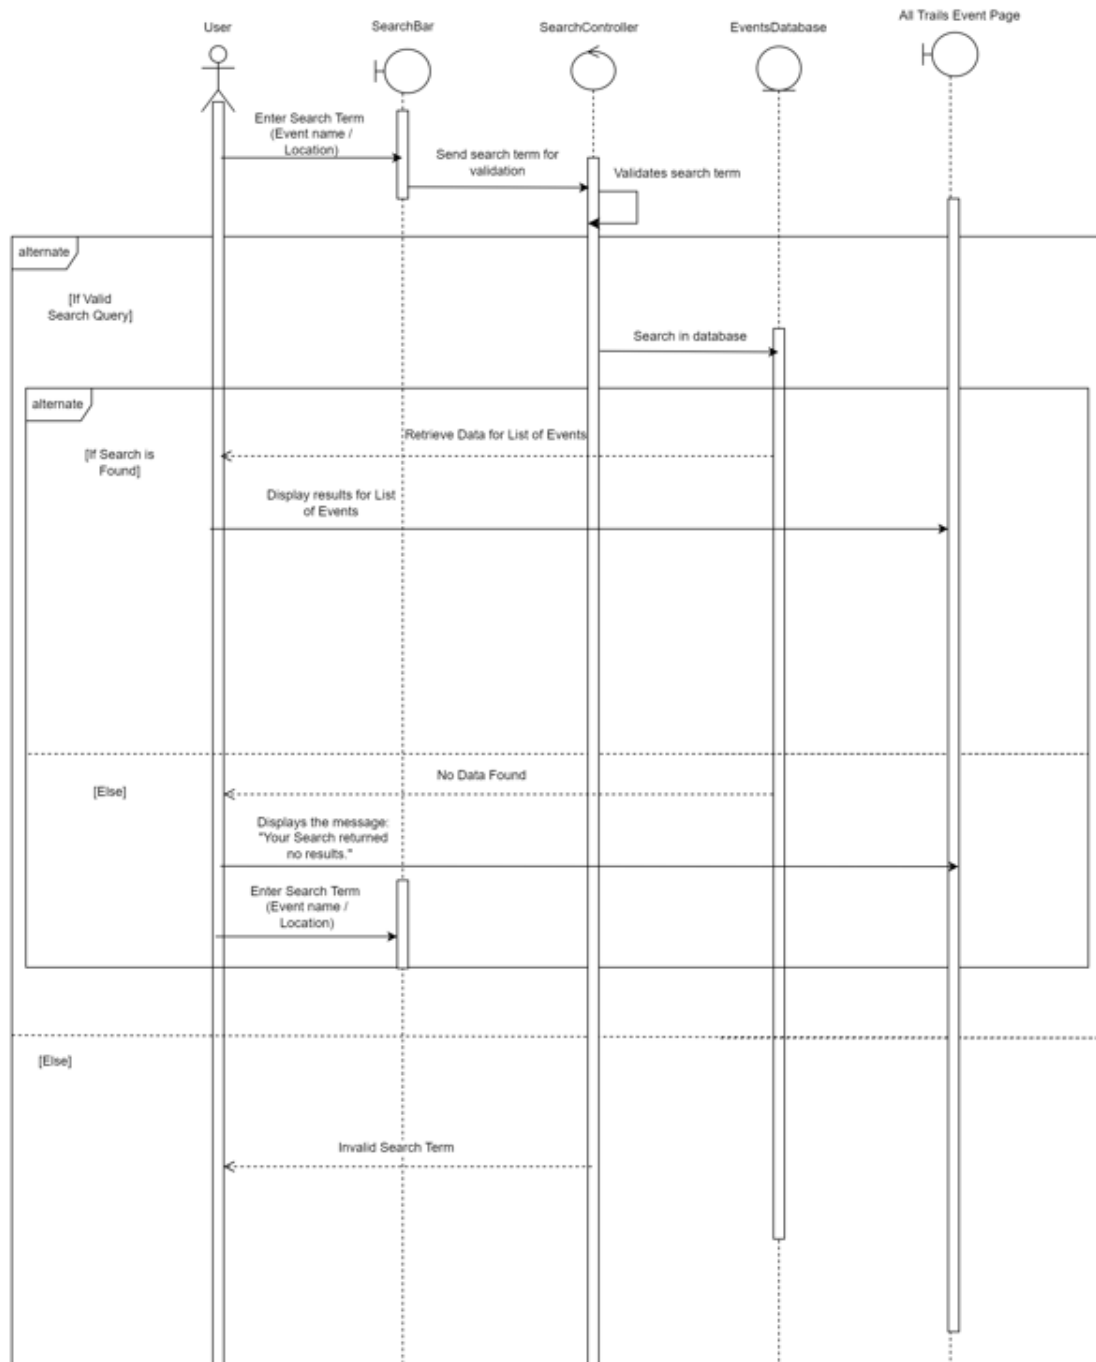 User
SearchBar
SearchController
EventsDatabase
All Trails Event Page
Enter Search Term
(Event name /
Location)
Send search term for
validation
Validates search term
alternate
[If Valid
Search Query]
Search in database
alternate
Retrieve Data for List of Events
[If Search is
Found]
Display results for List
of Events
No Data Found
[Else]
Displays the message:
"Your Search returned
no results."
Enter Search Term
(Event name /
Location)
[Else]
Invalid Search Term